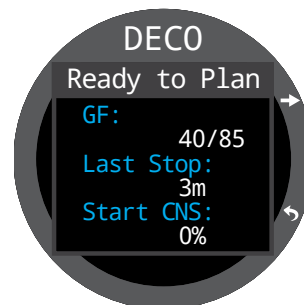 DECO
Ready to Plan
GF:
40/85
Last Stop:
3m
Start CNS:
0%